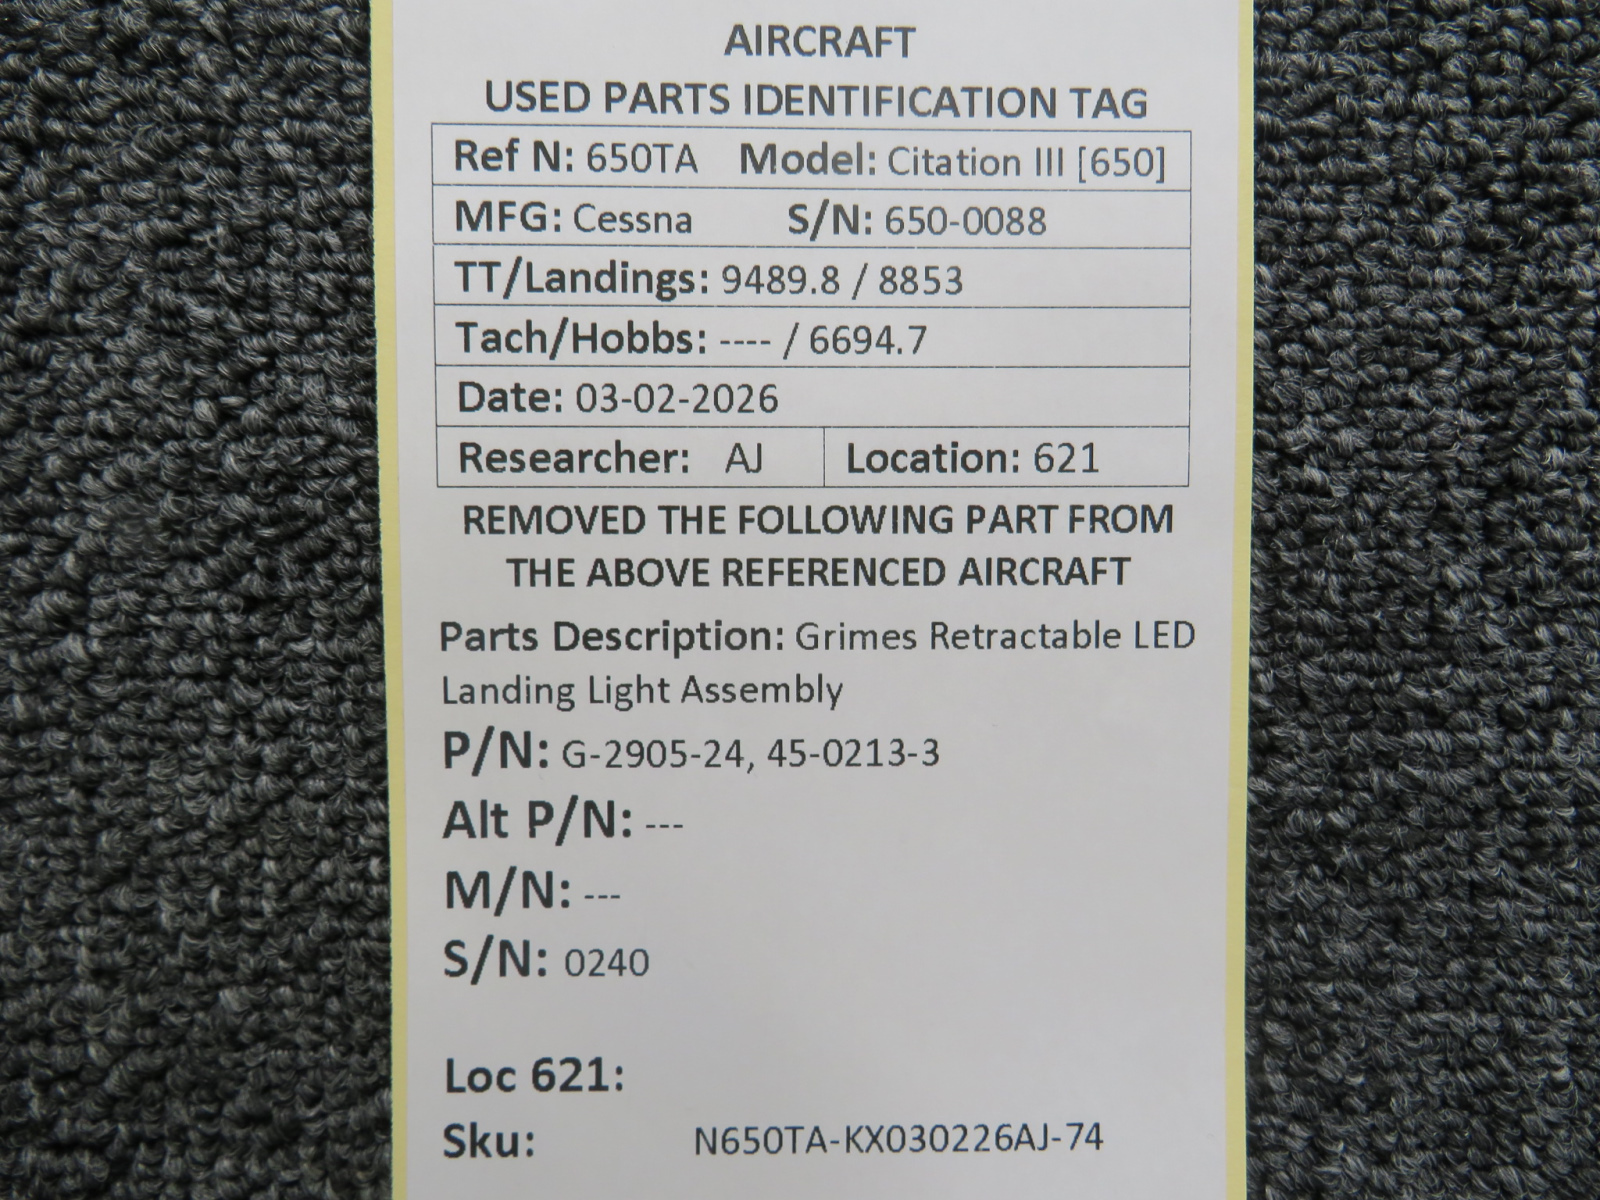 AIRCRAFT
USED PARTS IDENTIFICATION TAG
Ref N: 650TA Model: Citation III [650]
MFG: Cessna S/N: 650-0088
TT/Landings: 9489.8 / 8853
Tach/Hobbs: ---- / 6694.7
Date: 03-02-2026
Researcher: AJ Location: 621
REMOVED THE FOLLOWING PART FROM
THE ABOVE REFERENCED AIRCRAFT
Parts Description: Grimes Retractable LED
Landing Light Assembly
P/N: G-2905-24, 45-0213-3
Alt P/N: ---
M/N: ---
S/N: 0240
Loc 621:
Sku: N650TA-KX030226AJ-74